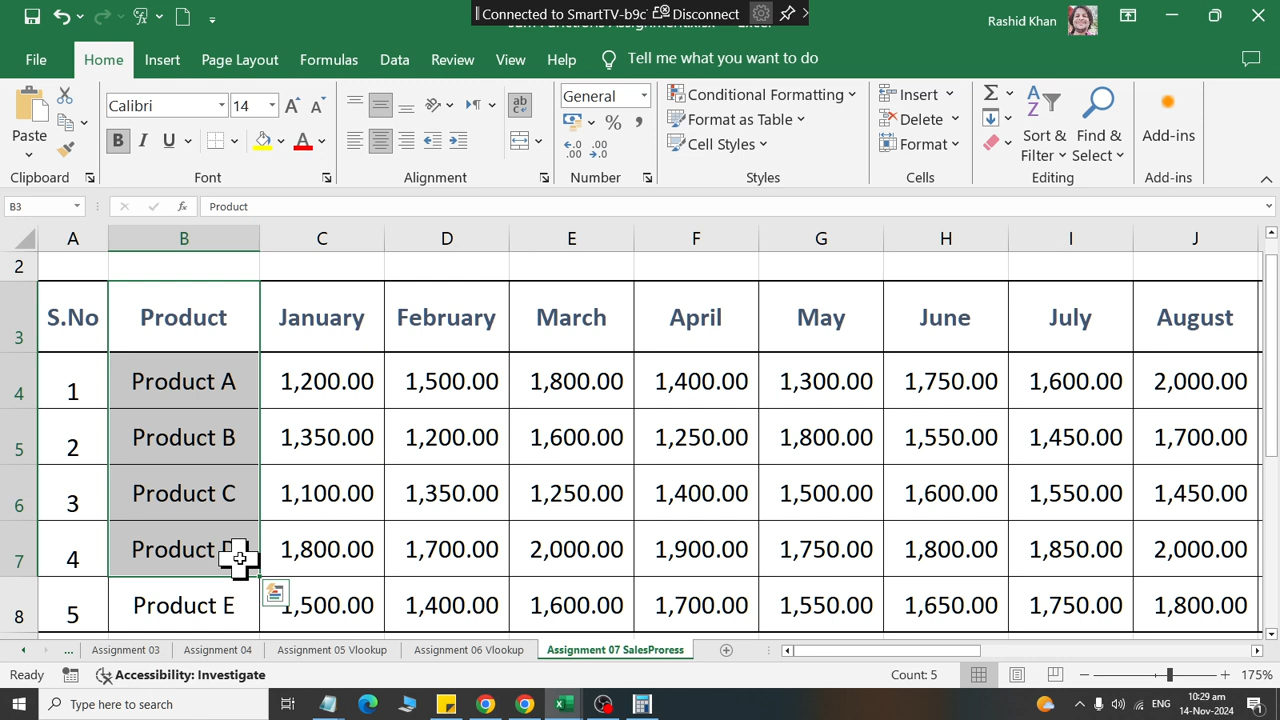 Connected to SmartTV-b9c Disconnect
Rashid Khan
File Home Insert Page Layout Formulas Data Review View Help Tell me what you want to do
Calibri 14 General Conditional Formatting Insert
Paste Format as Table Delete Sort & Filter Find & Select Add-ins
B I U A % Cell Styles Format
Clipboard Font Alignment Number Styles Cells Editing Add-ins
B3 fx Product
A B C D E F G H I J
2
3 S.No Product January February March April May June July August
4 1 Product A 1,200.00 1,500.00 1,800.00 1,400.00 1,300.00 1,750.00 1,600.00 2,000.00
5 2 Product B 1,350.00 1,200.00 1,600.00 1,250.00 1,800.00 1,550.00 1,450.00 1,700.00
6 3 Product C 1,100.00 1,350.00 1,250.00 1,400.00 1,500.00 1,600.00 1,550.00 1,450.00
7 4 Product 1,800.00 1,700.00 2,000.00 1,900.00 1,750.00 1,800.00 1,850.00 2,000.00
8 5 Product E 1,500.00 1,400.00 1,600.00 1,700.00 1,550.00 1,650.00 1,750.00 1,800.00
... Assignment 03 Assignment 04 Assignment 05 Vlookup Assignment 06 Vlookup Assignment 07 SalesProress
Ready Accessibility: Investigate Count: 5 175%
Type here to search ENG 10:29 am
14-Nov-2024